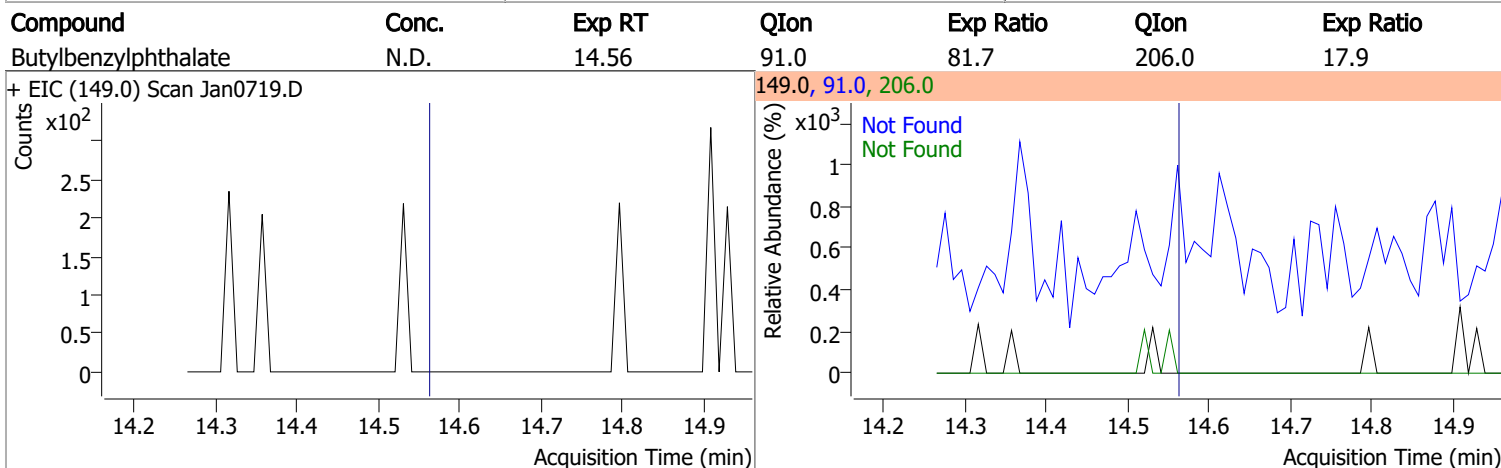 Compound Conc. Exp RT QIon Exp Ratio QIon Exp Ratio
Butylbenzylphthalate N.D. 14.56 91.0 81.7 206.0 17.9
+ EIC (149.0) Scan Jan0719.D
Counts
x10²
2.5
2
1.5
1
0.5
0
14.2 14.3 14.4 14.5 14.6 14.7 14.8 14.9
Acquisition Time (min)
149.0, 91.0, 206.0
Relative Abundance (%)
x10³
Not Found
Not Found
1
0.8
0.6
0.4
0.2
0
14.2 14.3 14.4 14.5 14.6 14.7 14.8 14.9
Acquisition Time (min)